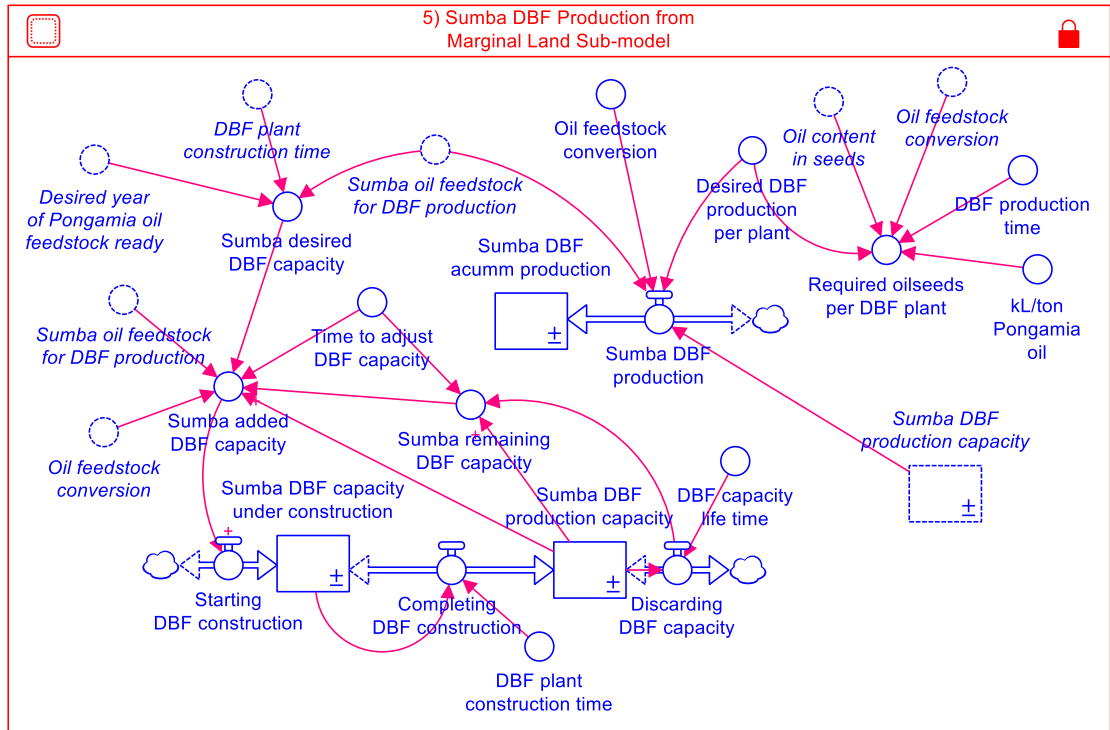 5) Sumba DBF Production from
Marginal Land Sub-model
DBF plant
construction time
Desired year
of Pongamia oil
feedstock ready
Sumba oil feedstock
for DBF production
Sumba desired
DBF capacity
Oil feedstock
conversion
Desired DBF
production
per plant
Oil content
in seeds
Oil feedstock
conversion
DBF production
time
Required oilseeds
per DBF plant
kL/ton
Pongamia
oil
Sumba DBF
acumm production
Sumba DBF
production
Sumba oil feedstock
for DBF production
Time to adjust
DBF capacity
Sumba added
DBF capacity
Oil feedstock
conversion
Sumba remaining
DBF capacity
Sumba DBF
production capacity
Sumba DBF capacity
under construction
Sumba DBF
production capacity
DBF capacity
life time
Starting
DBF construction
Completing
DBF construction
Discarding
DBF capacity
DBF plant
construction time